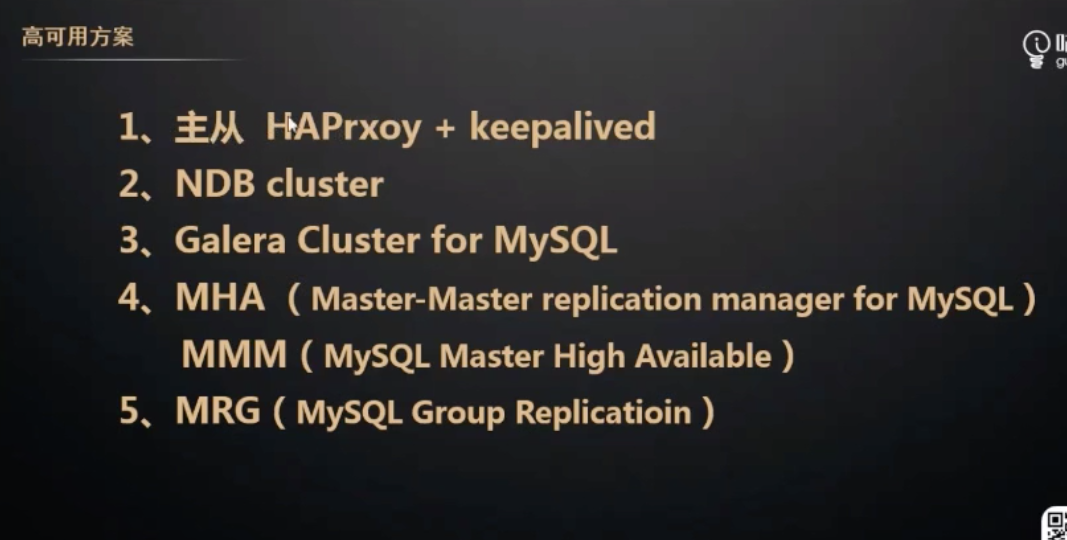 高可用方案
1、主从 HAPrxoy + keepalived
2、NDB cluster
3、Galera Cluster for MySQL
4、MHA （Master-Master replication manager for MySQL）
MMM（MySQL Master High Available）
5、MRG（MySQL Group Replicatioin）